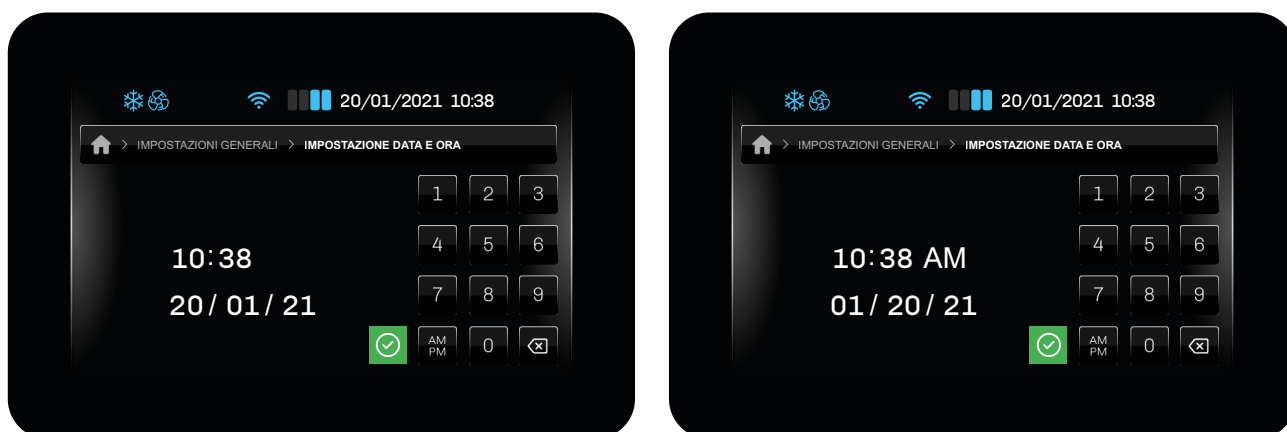 20/01/2021 10:38
> IMPOSTAZIONI GENERALI > IMPOSTAZIONE DATA E ORA
1 2 3
4 5 6
10:38
7 8 9
20/ 01/ 21
AM PM 0
20/01/2021 10:38
> IMPOSTAZIONI GENERALI > IMPOSTAZIONE DATA E ORA
1 2 3
4 5 6
10:38 AM
7 8 9
01/ 20/ 21
AM PM 0